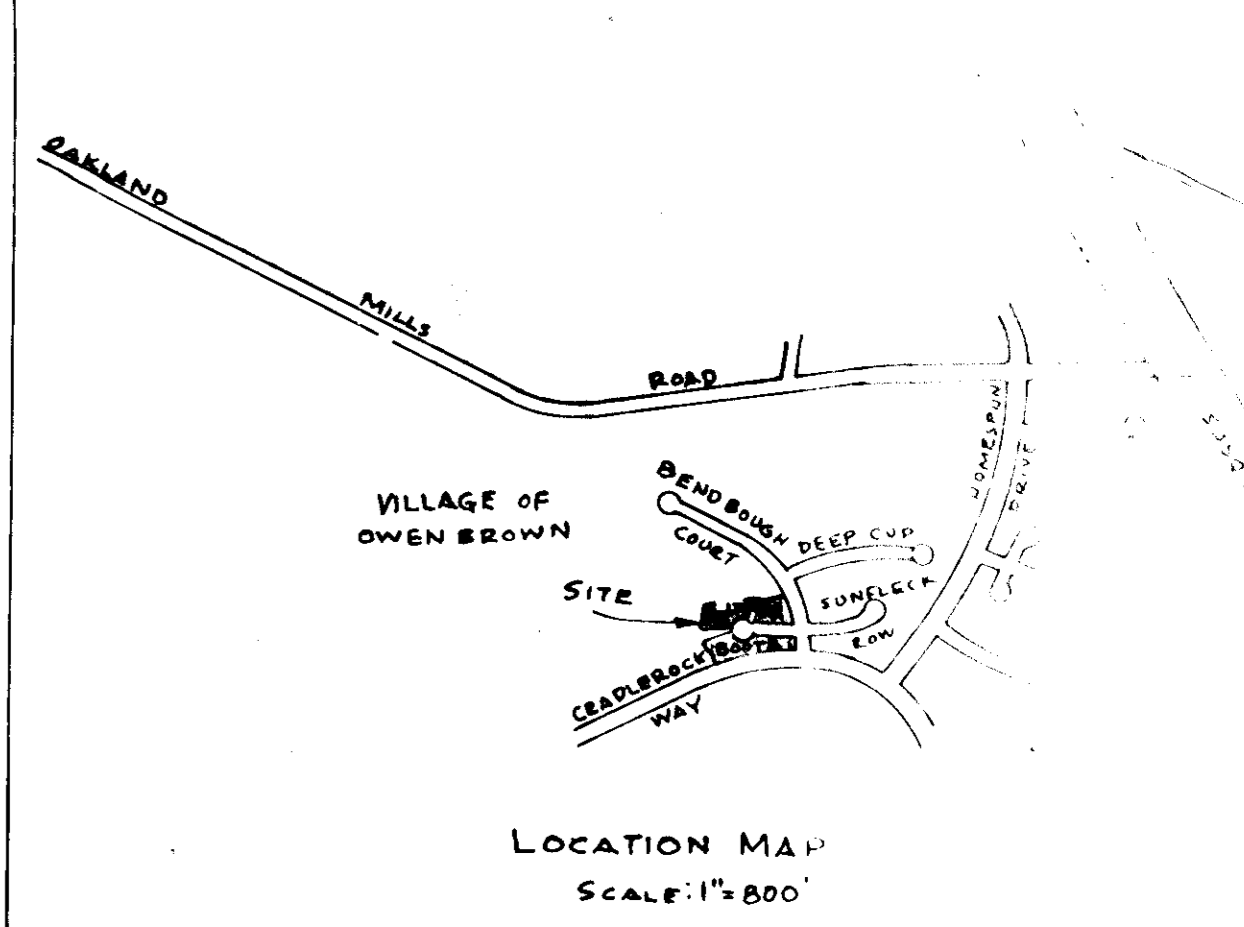 OAKLAND
MILLS
ROAD
HOMESPUN
DRIVE
VILLAGE OF
OWEN BROWN
BENDBOUGH
COURT
DEEP CUP
SITE
SUNFLECK
ROW
CRADLEROCK
WAY
LOCATION MAP
SCALE: 1"=800'